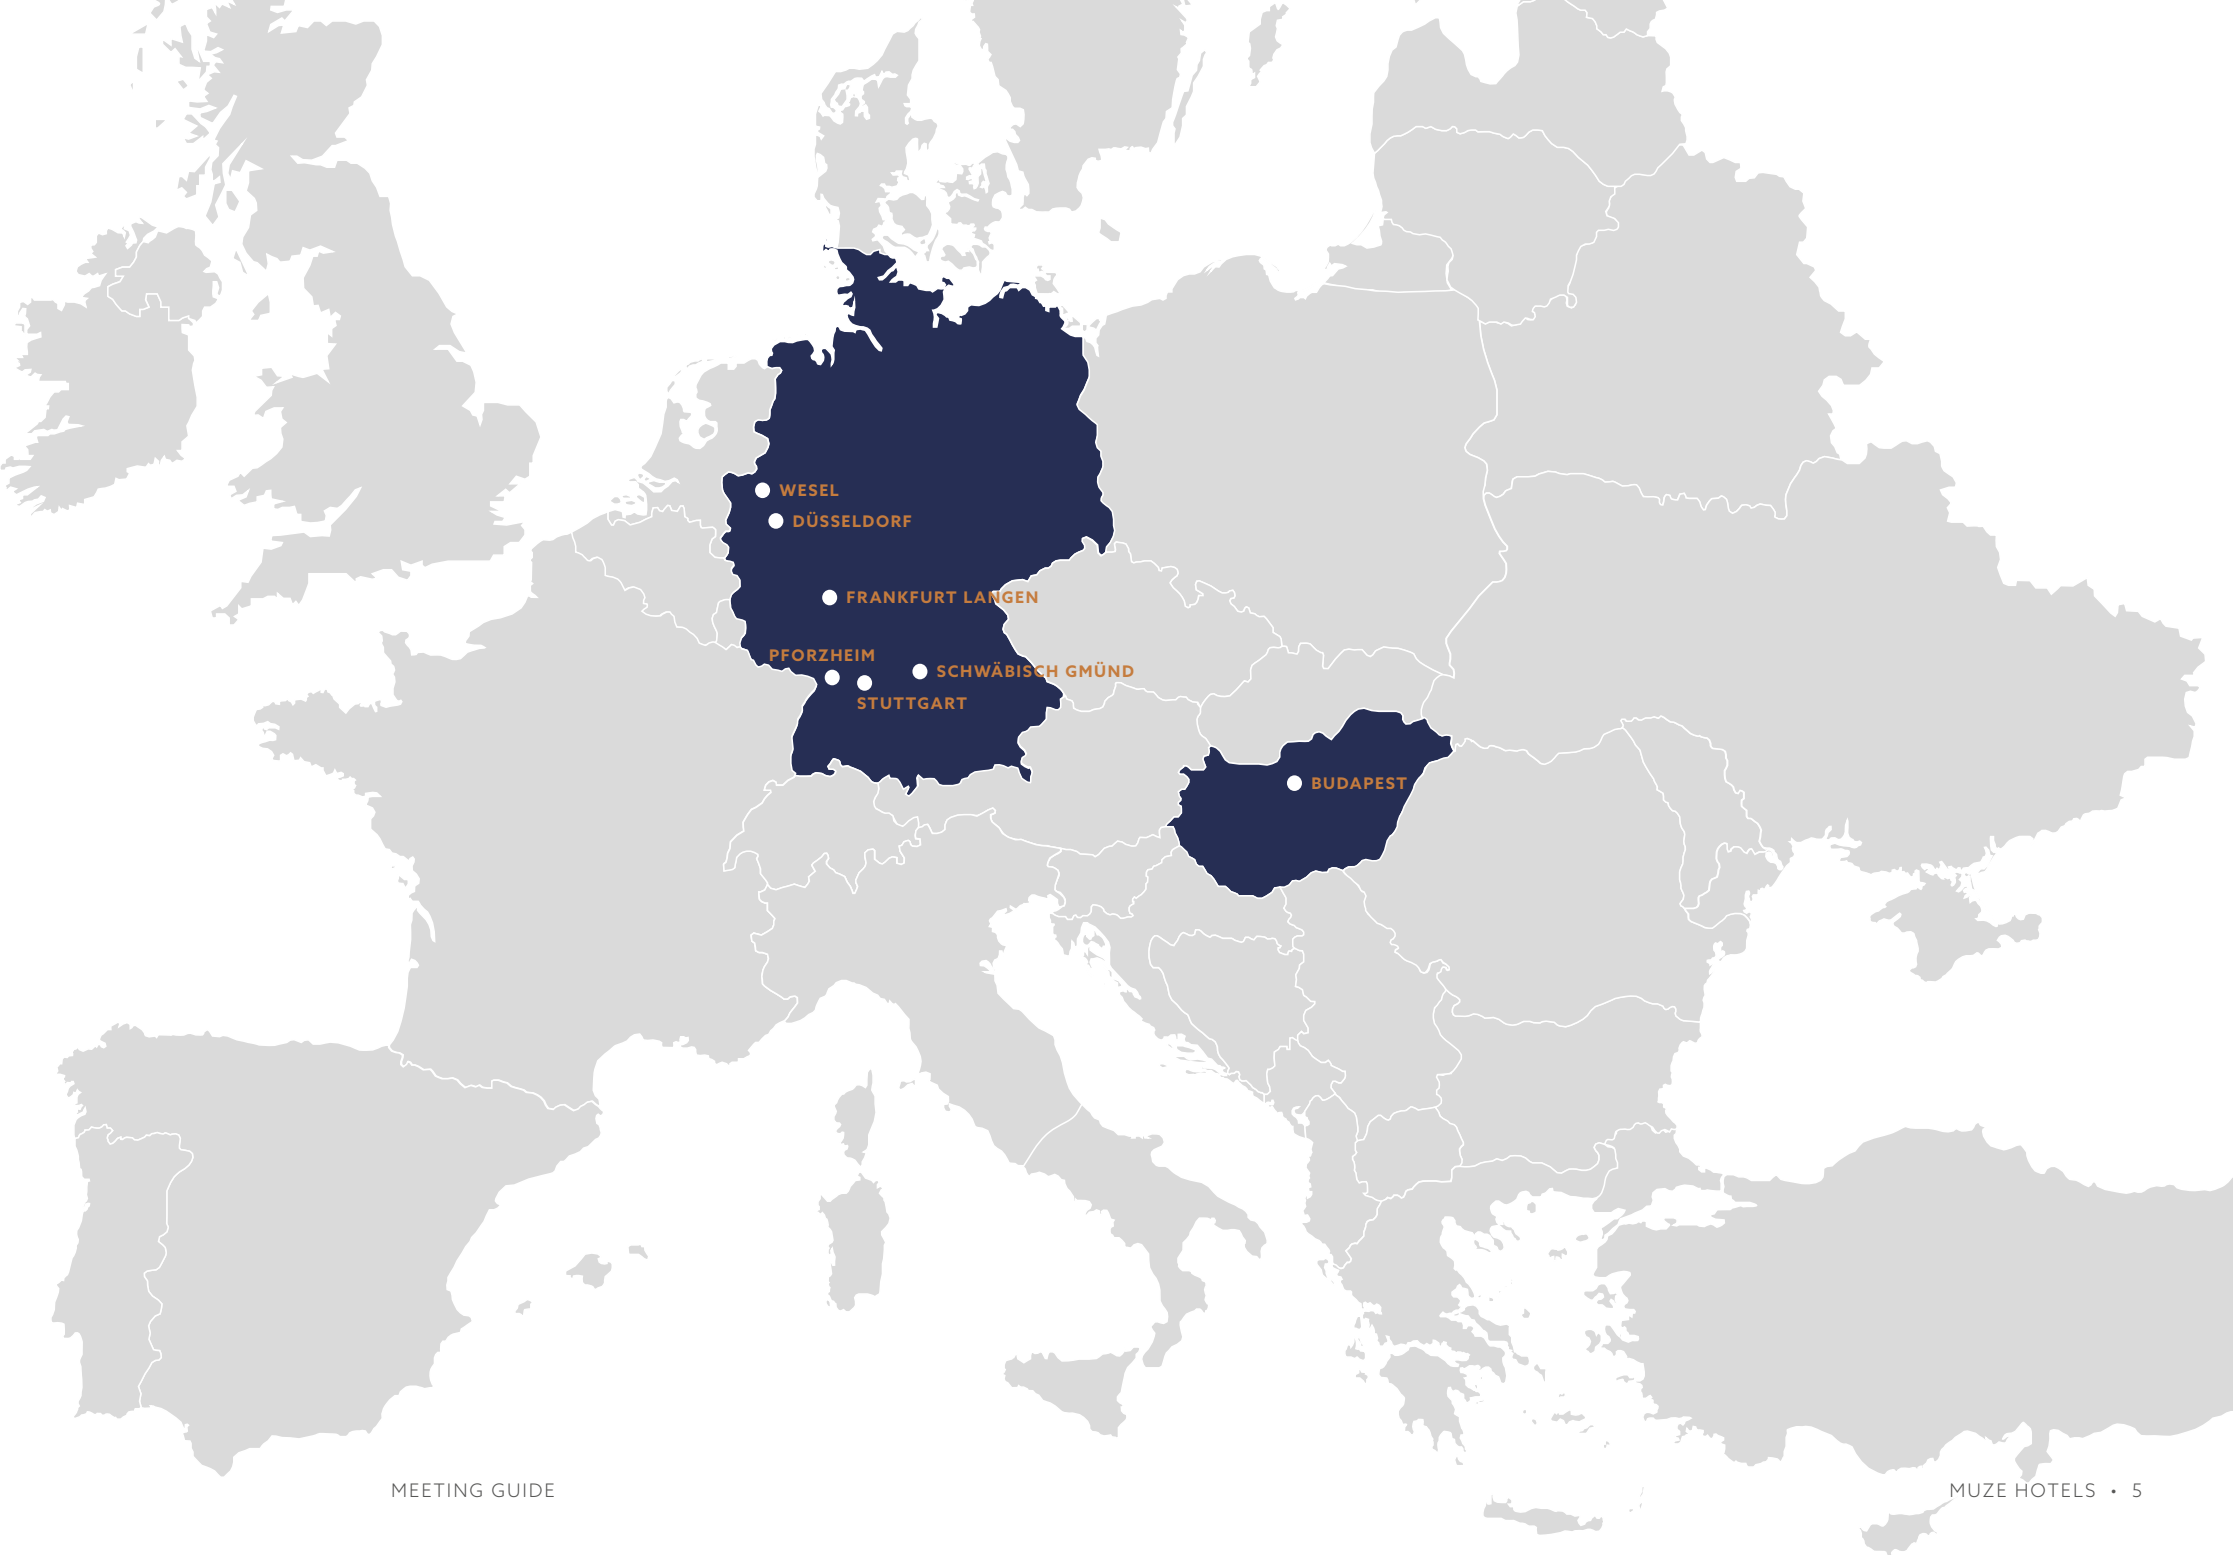 WESEL
DÜSSELDORF
FRANKFURT LANGEN
PFORZHEIM
SCHWÄBISCH GMÜND
STUTTGART
BUDAPEST
MEETING GUIDE
MUZE HOTELS • 5